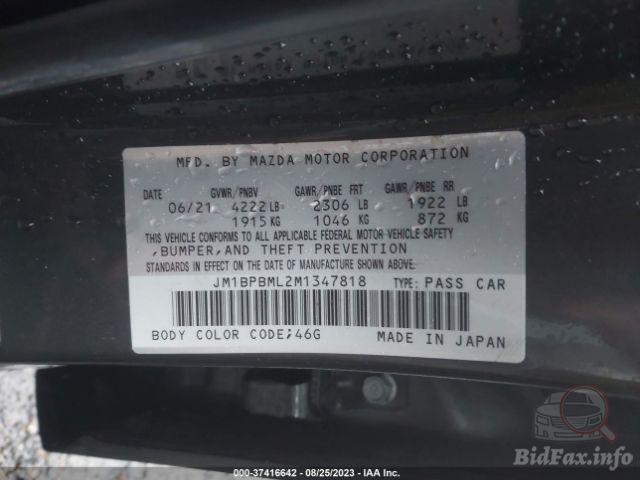 MFD. BY MAZDA MOTOR CORPORATION
DATE GVWR/PNBV GAWR/PNBE FRT GAWR/PNBE RR
06/21 4222 LB 2306 LB 1922 LB
1915 KG 1046 KG 872 KG
THIS VEHICLE CONFORMS TO ALL APPLICABLE FEDERAL MOTOR VEHICLE SAFETY
,BUMPER,AND THEFT PREVENTION
STANDARDS IN EFFECT ON THE DATE OF MANUFACTURE SHOWN ABOVE.
JM1BPBML2M1347818 TYPE: PASS CAR
BODY COLOR CODE;46G MADE IN JAPAN
BidFax.info
000-37416642 - 08/25/2023 - IAA Inc.